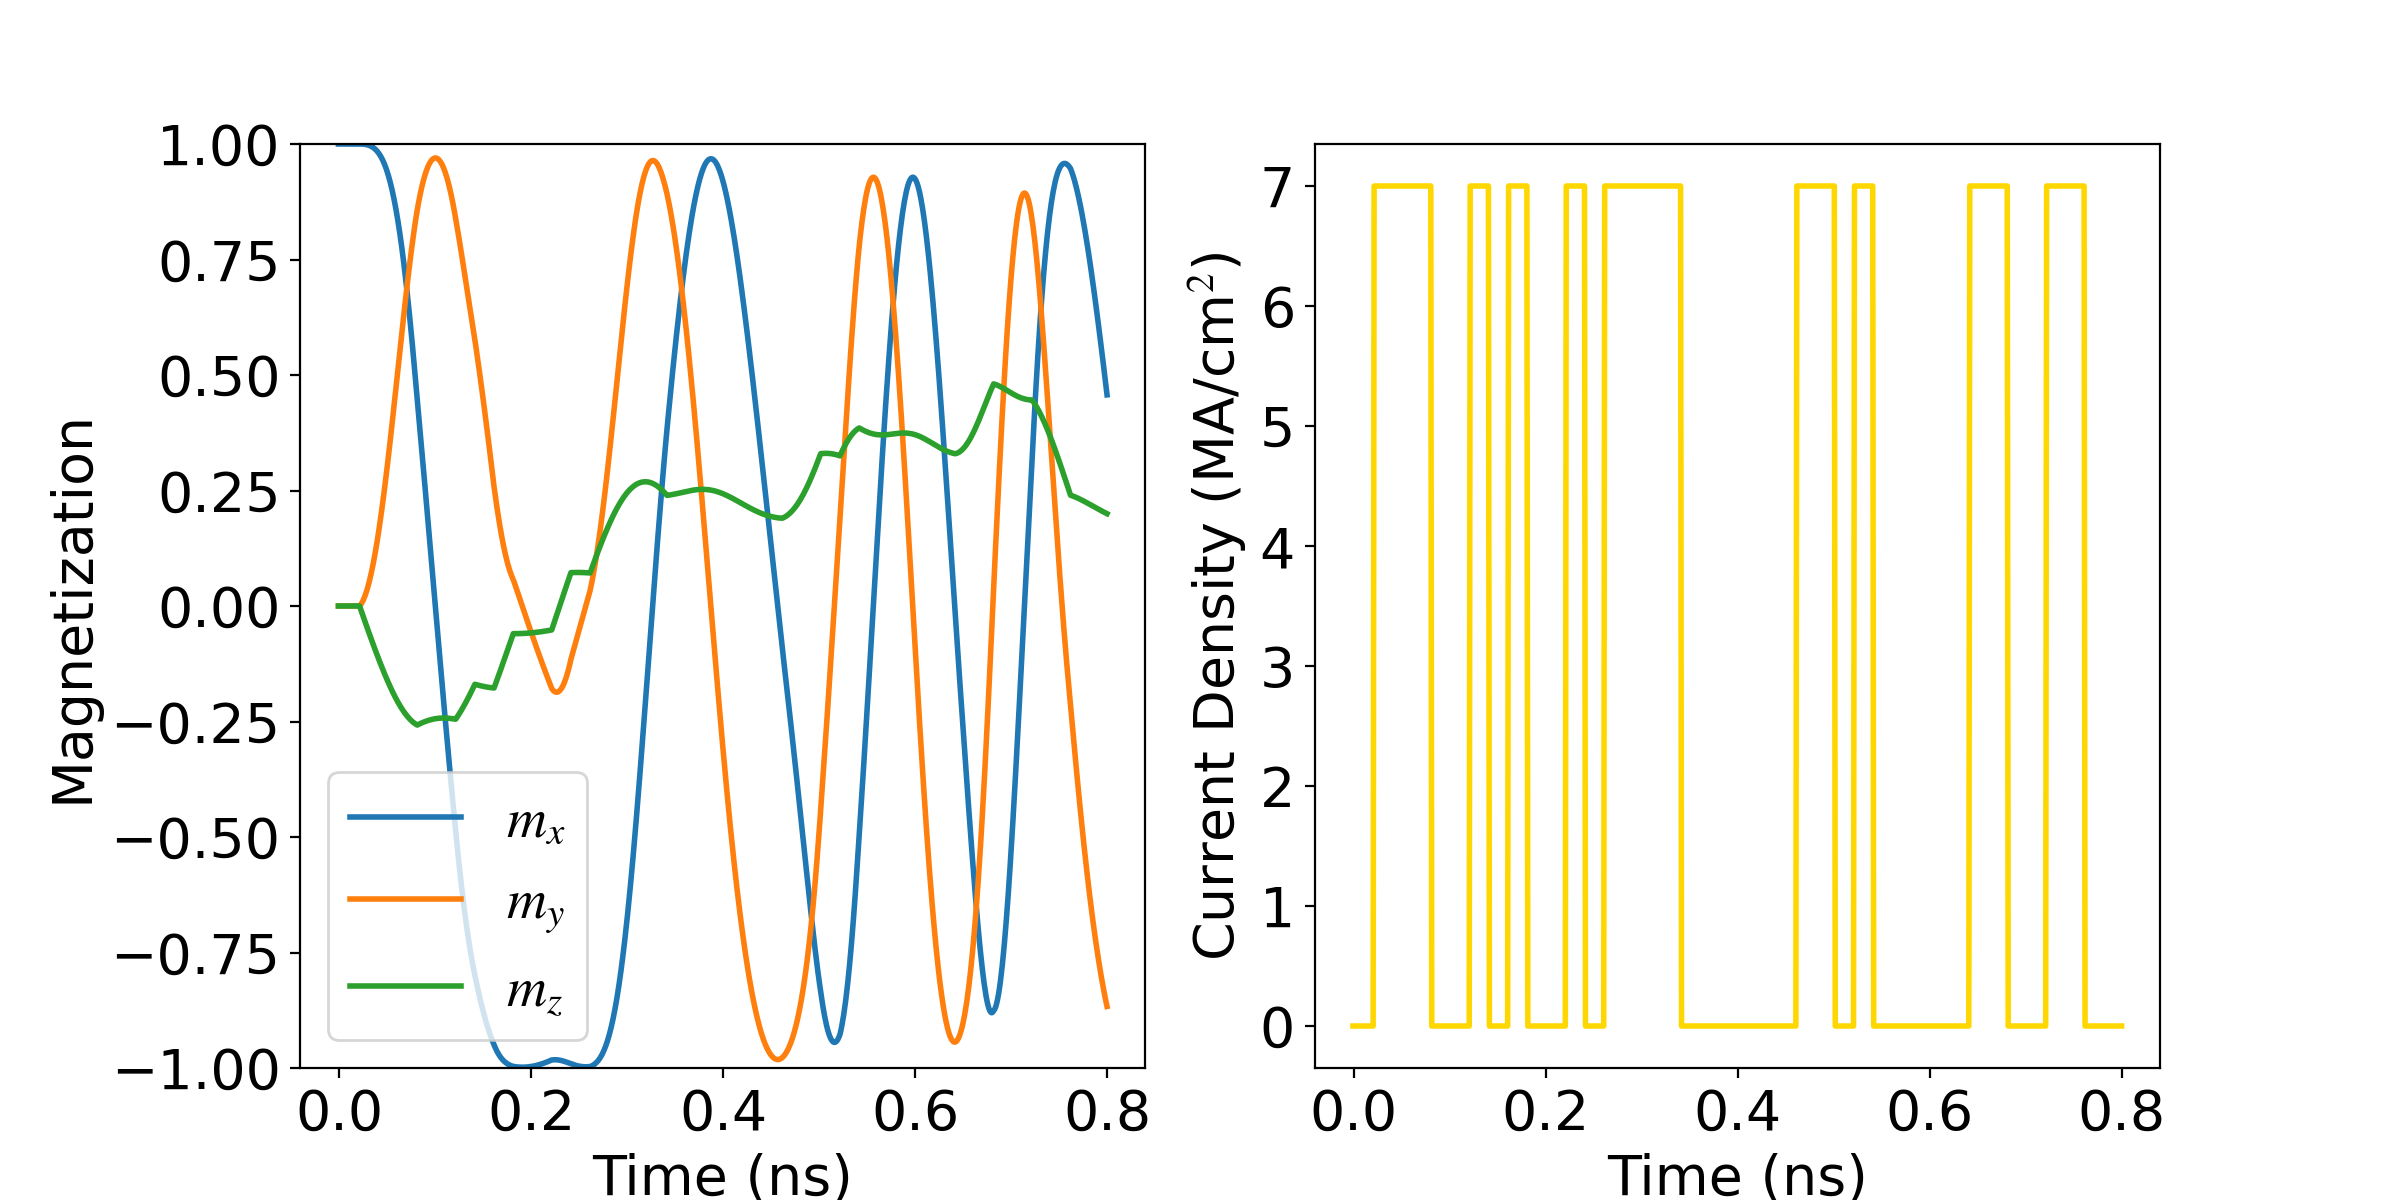 1.00
0.75
0.50
0.25
0.00
−0.25
−0.50
−0.75
−1.00
Magnetization
m_x
m_y
m_z
0.0 0.2 0.4 0.6 0.8
Time (ns)
7
6
5
4
3
2
1
0
Current Density (MA/cm²)
0.0 0.2 0.4 0.6 0.8
Time (ns)